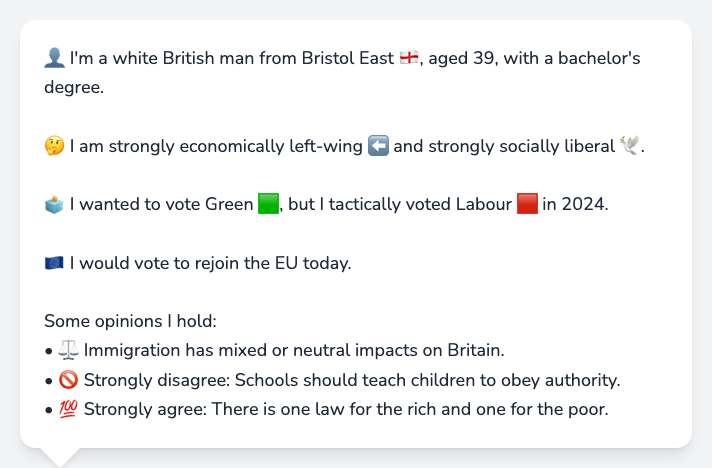 👤 I'm a white British man from Bristol East 🏴󠁧󠁢󠁥󠁮󠁧󠁿, aged 39, with a bachelor's
degree.
🤔 I am strongly economically left-wing ⬅️ and strongly socially liberal 🕊️.
🗳️ I wanted to vote Green 🟩, but I tactically voted Labour 🟥 in 2024.
🇪🇺 I would vote to rejoin the EU today.
Some opinions I hold:
• ⚖️ Immigration has mixed or neutral impacts on Britain.
• 🚫 Strongly disagree: Schools should teach children to obey authority.
• 💯 Strongly agree: There is one law for the rich and one for the poor.